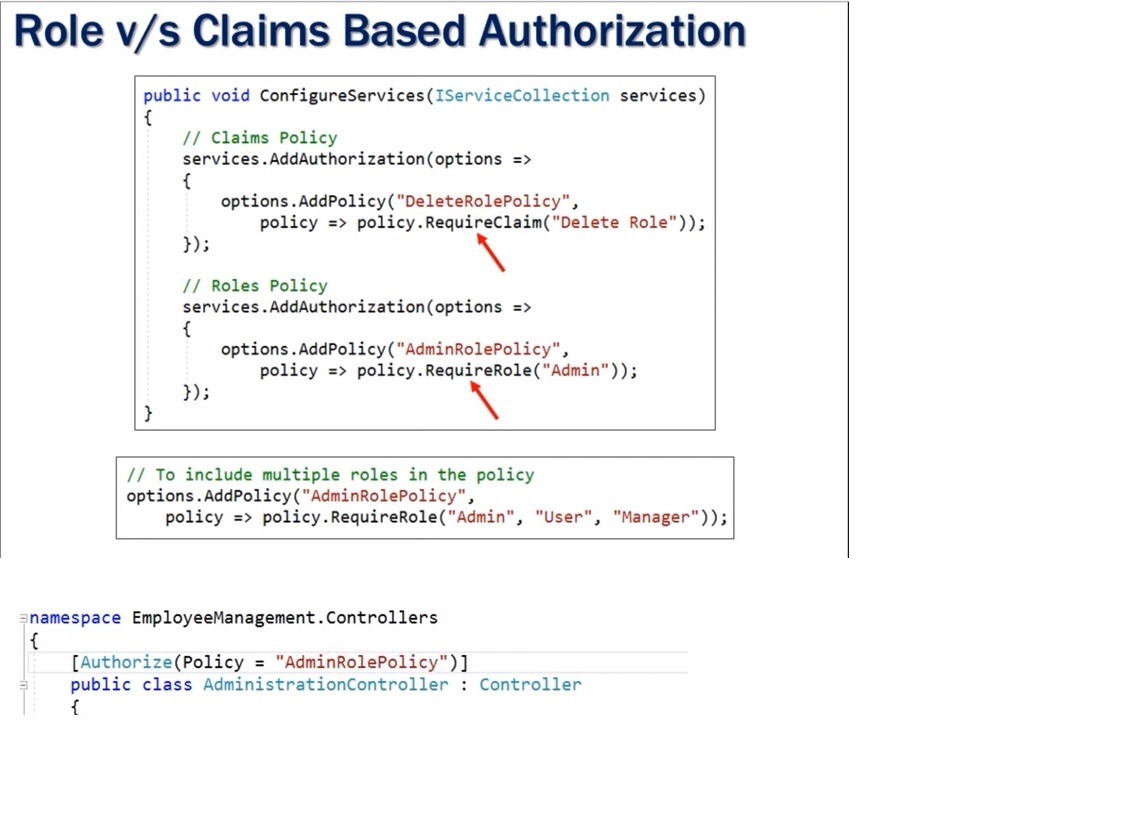 Role v/s Claims Based Authorization
public void ConfigureServices(IServiceCollection services)
{
// Claims Policy
services.AddAuthorization(options =>
{
options.AddPolicy("DeleteRolePolicy",
policy => policy.RequireClaim("Delete Role"));
});
// Roles Policy
services.AddAuthorization(options =>
{
options.AddPolicy("AdminRolePolicy",
policy => policy.RequireRole("Admin"));
});
}
// To include multiple roles in the policy
options.AddPolicy("AdminRolePolicy",
policy => policy.RequireRole("Admin", "User", "Manager"));
namespace EmployeeManagement.Controllers
{
[Authorize(Policy = "AdminRolePolicy")]
public class AdministrationController : Controller
{